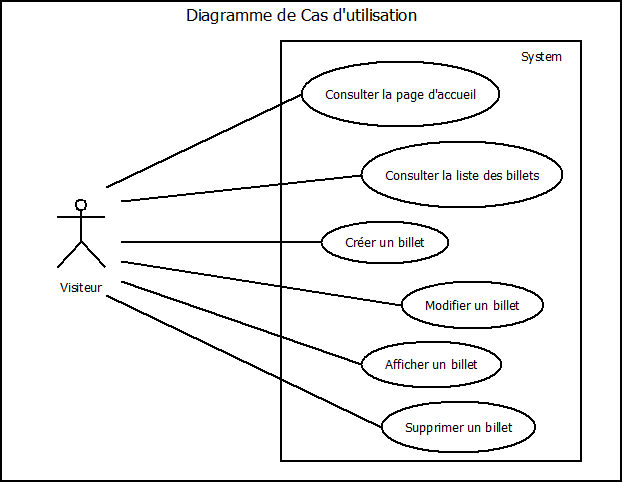 Diagramme de Cas d'utilisation
System
Consulter la page d'accueil
Consulter la liste des billets
Créer un billet
Visiteur
Modifier un billet
Afficher un billet
Supprimer un billet